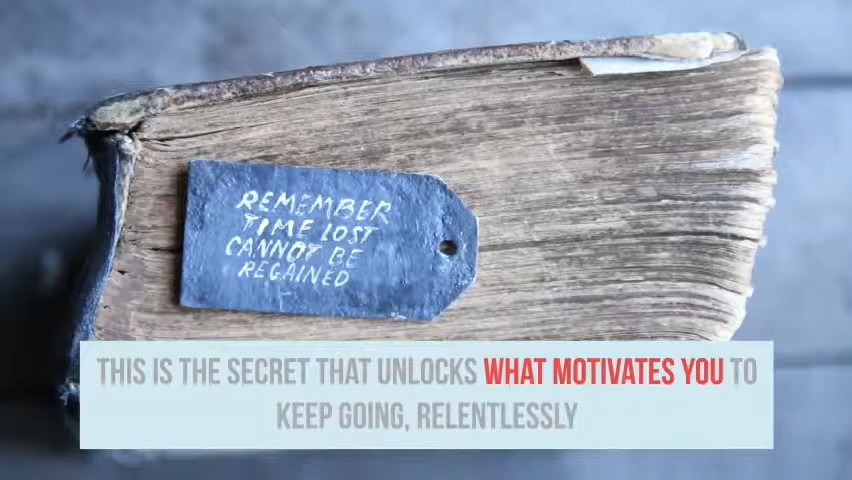 REMEMBER
TIME LOST
CANNOT BE
REGAINED
THIS IS THE SECRET THAT UNLOCKS WHAT MOTIVATES YOU TO
KEEP GOING, RELENTLESSLY